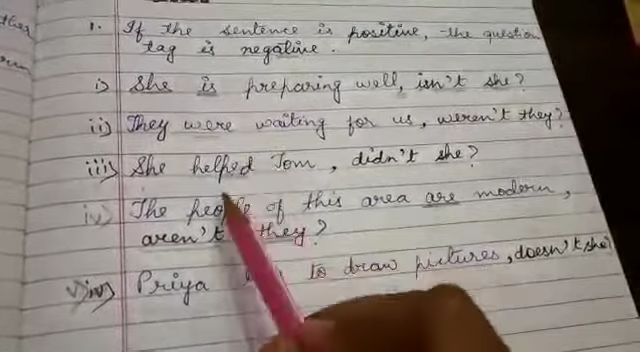 1. If the sentence is positive, the question
tag is negative.
i) She is preparing well, isn't she?
ii) They were waiting for us, weren't they?
iii) She helped Tom, didn't she?
iv) The people of this area are modern,
aren't they?
v) Priya to draw pictures, doesn't she